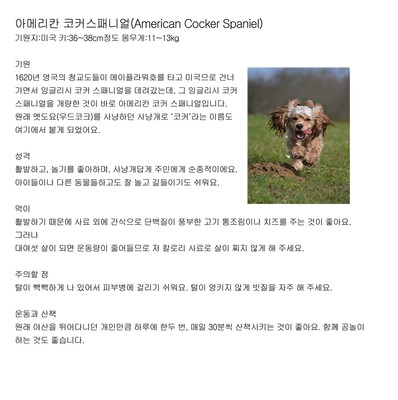 아메리칸 코커스패니얼(American Cocker Spaniel)
기원지:미국 키:36~38cm정도 몸무게:11~13kg
기원
1620년 영국의 청교도들이 메이플라워호를 타고 미국으로 건너
가면서 잉글리시 코커 스패니얼을 데려갔는데, 그 잉글리시 코커
스패니얼을 개량한 것이 바로 아메리칸 코커 스패니얼입니다.
원래 멧도요(우드코크)를 사냥하던 사냥개로 '코커'라는 이름도
여기에서 붙게 되었어요.
성격
활발하고, 놀기를 좋아하며, 사냥개답게 주인에게 순종적이에요.
아이들이나 다른 동물들하고도 잘 놀고 길들이기도 쉬워요.
먹이
활발하기 때문에 사료 외에 간식으로 단백질이 풍부한 고기 통조림이나 치즈를 주는 것이 좋아요.
그러나
대여섯 살이 되면 운동량이 줄어들므로 저 칼로리 사료로 살이 찌지 않게 해 주세요.
주의할 점
털이 빽빽하게 나 있어서 피부병에 걸리기 쉬워요. 털이 엉키지 않게 빗질을 자주 해 주세요.
운동과 산책
원래 야산을 뛰어다니던 개인만큼 하루에 한두 번, 매일 30분씩 산책시키는 것이 좋아요. 함께 공놀이
하는 것도 좋습니다.